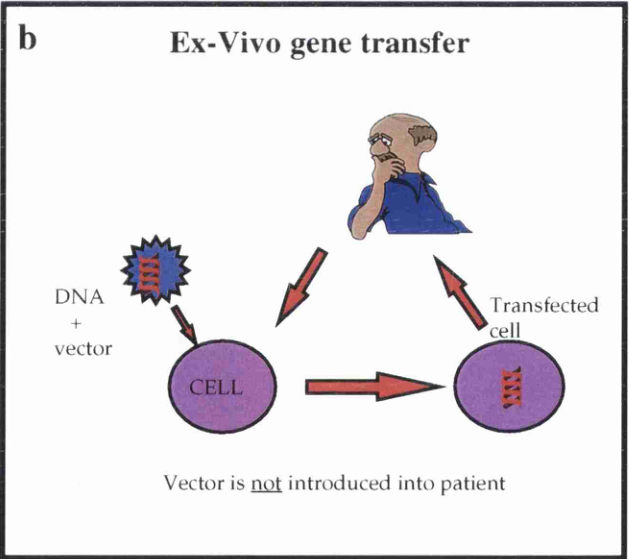 b
Ex-Vivo gene transfer
DNA
+
vector
Transfected
cell
CELL
Vector is not introduced into patient